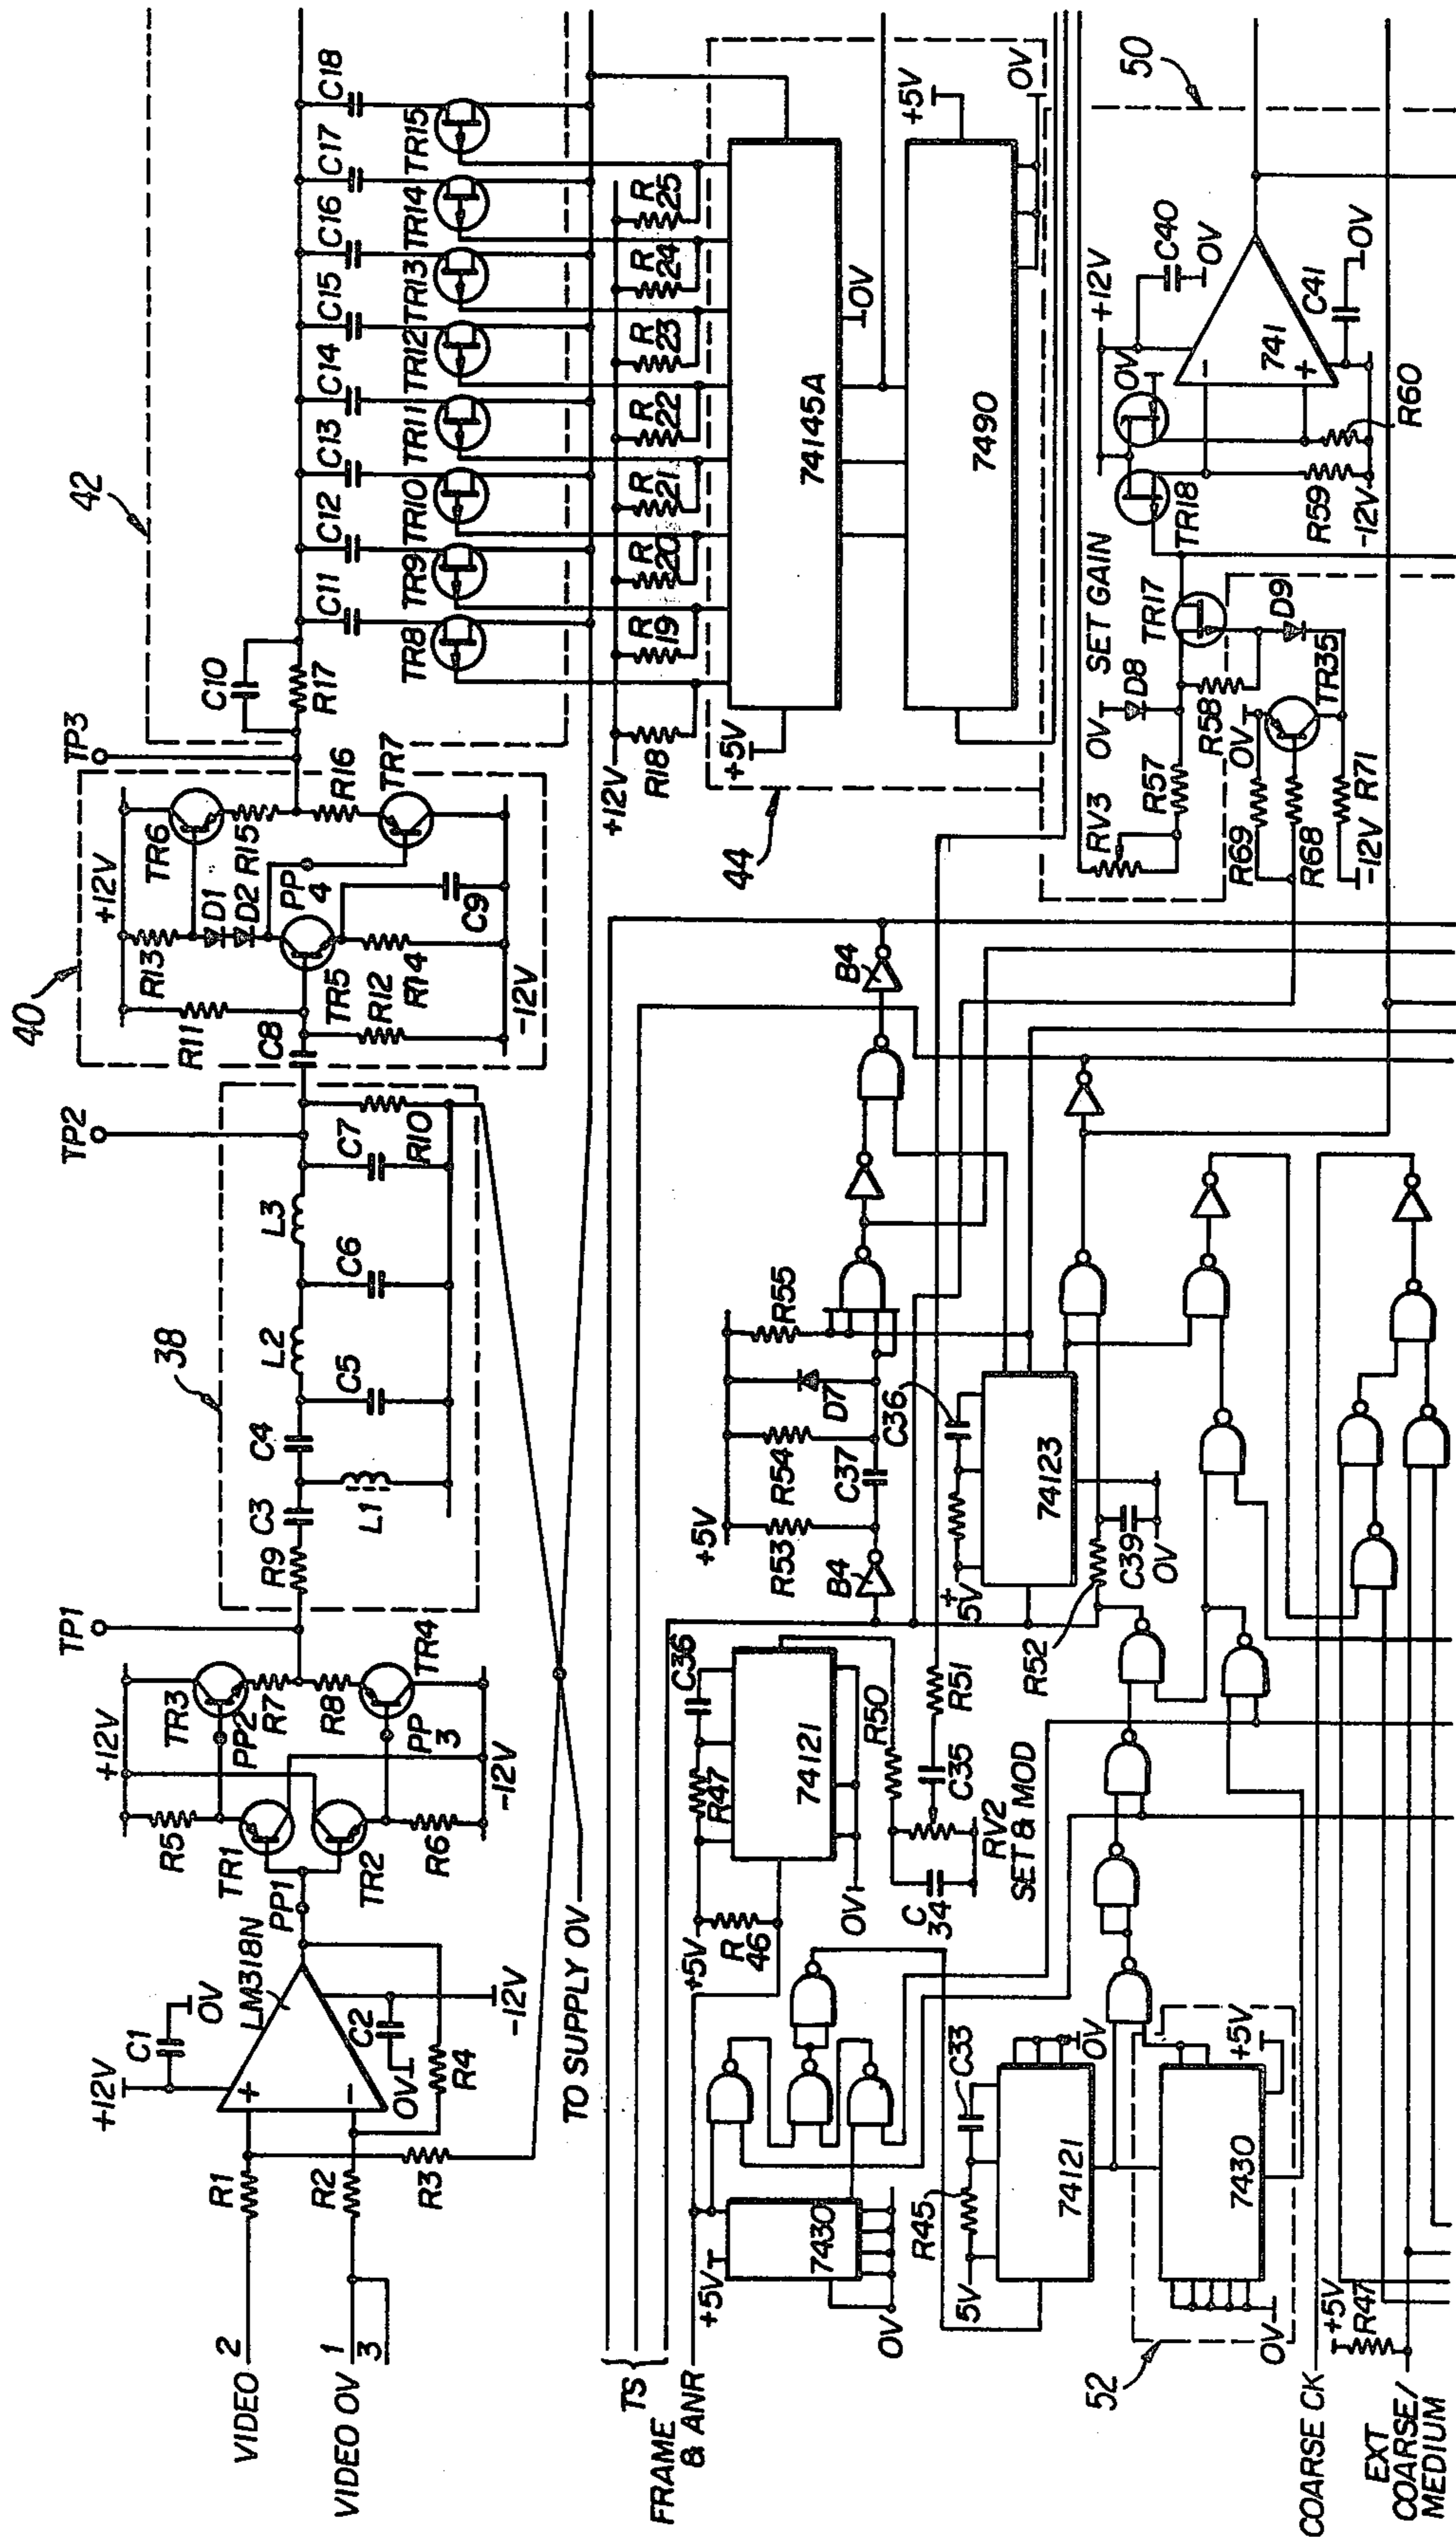 VIDEO 2
VIDEO 0V 1
3
R1
R2
R3
+12V
C1
0V
LM318N
+
-
C2
0V
R4
-12V
PP1
+12V
R5
TR1
TR2
R6
TR3
PP2
R7
R8
PP
3
TR4
-12V
TO SUPPLY 0V
TP1
38
R9
C3
L1
C4
C5
L2
C6
L3
C7
R10
TP2
40
C8
R11
R13
+12V
TR6
D1
D2
R15
PP
4
TR5
R12
R14
C9
R16
TR7
-12V
TP3
42
C10
R17
C11
C12
C13
C14
C15
C16
C17
C18
TR8
TR9
TR10
TR11
TR12
TR13
TR14
TR15
+12V
R18
R
19
R
20
R
21
R
22
R
23
R
24
R
25
44
+5V
74145A
0V
7490
+5V
0V
TS
FRAME
& ANR
+5V
7430
0V
+5V
R
46
R47
C36
74121
0V
R50
C
34
RV2
SET & MOD
C35
R51
+5V
R53
R54
C37
D7
R55
B4
B4
C36
+
5V
74123
R52
C39
0V
R45
5V
C33
74121
0V
52
7430
+5V
0V
COARSE CK
EXT
COARSE/
MEDIUM
+5V
R47
RV3
SET GAIN
0V
D8
R57
R58
TR17
D9
R69
0V
R68
TR35
-12V
R71
TR18
+12V
0V
C40
0V
741
-
+
C41
0V
R59
R60
-12V
50